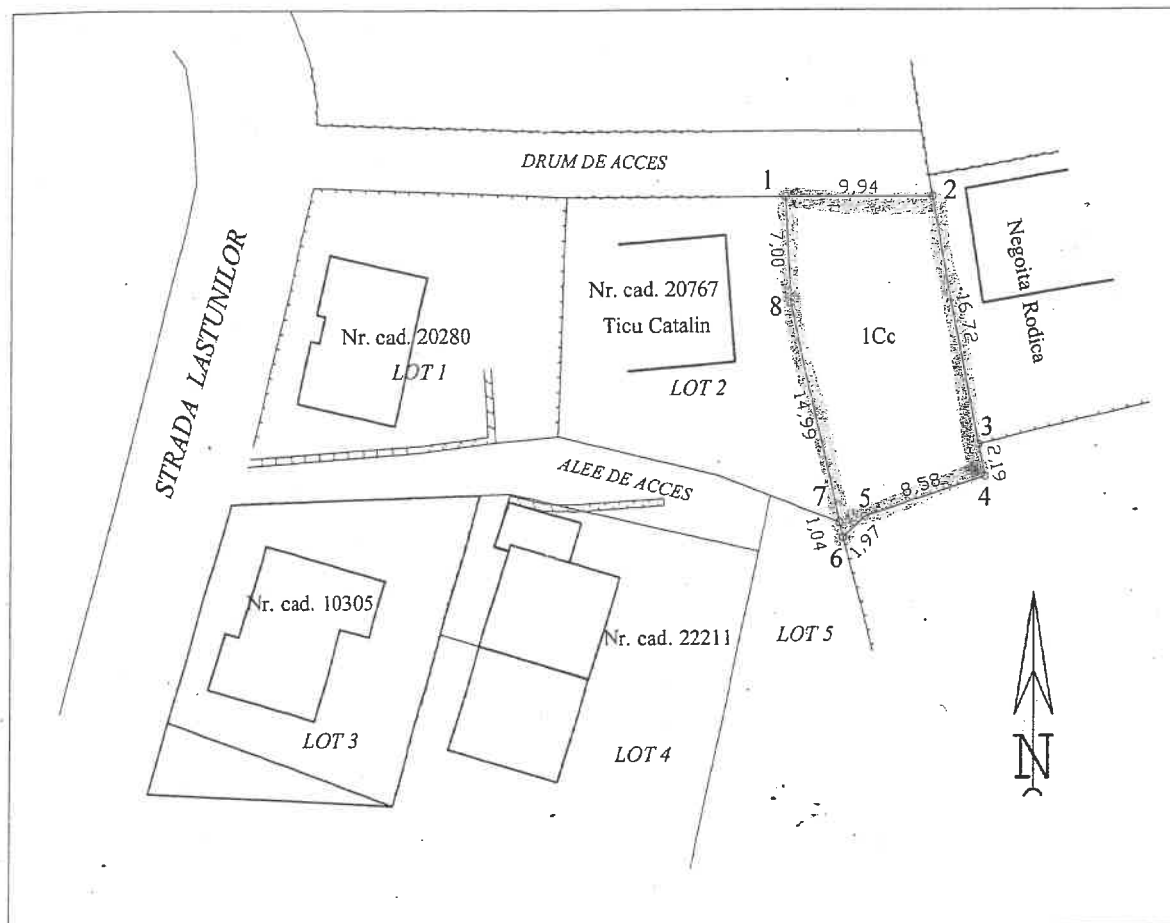 DRUM DE ACCES
1
9,94
2
7,00
8
STRADA LASTUNILOR
Nr. cad. 20280
LOT 1
Nr. cad. 20767
Ticu Catalin
LOT 2
1Cc
16,72
Negoita Rodica
14,99
3
2,19
4
8,58
ALEE DE ACCES
7
5
1,04
6
1,97
Nr. cad. 10305
LOT 3
Nr. cad. 22211
LOT 4
LOT 5
N